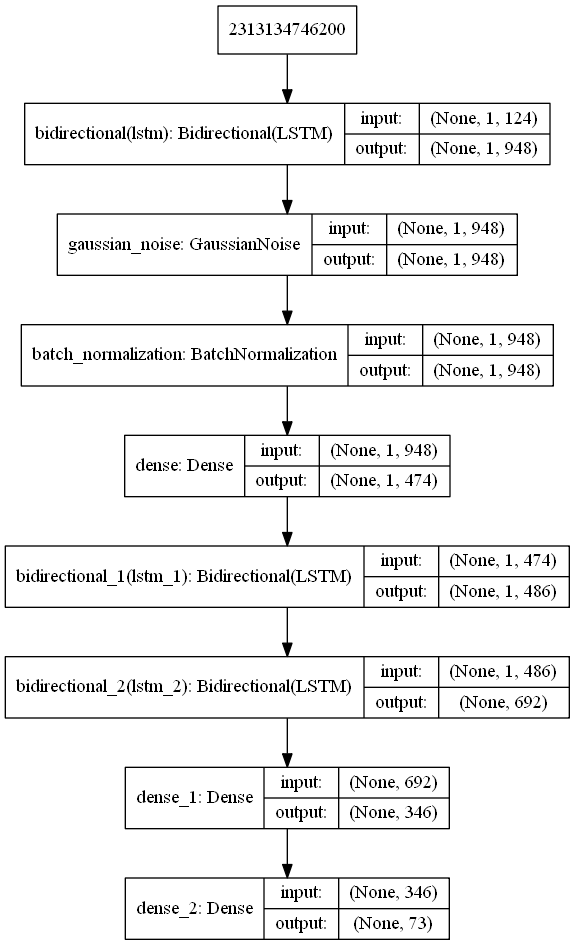 2313134746200
bidirectional(lstm): Bidirectional(LSTM)
input: (None, 1, 124)
output: (None, 1, 948)
gaussian_noise: GaussianNoise
input: (None, 1, 948)
output: (None, 1, 948)
batch_normalization: BatchNormalization
input: (None, 1, 948)
output: (None, 1, 948)
dense: Dense
input: (None, 1, 948)
output: (None, 1, 474)
bidirectional_1(lstm_1): Bidirectional(LSTM)
input: (None, 1, 474)
output: (None, 1, 486)
bidirectional_2(lstm_2): Bidirectional(LSTM)
input: (None, 1, 486)
output: (None, 692)
dense_1: Dense
input: (None, 692)
output: (None, 346)
dense_2: Dense
input: (None, 346)
output: (None, 73)